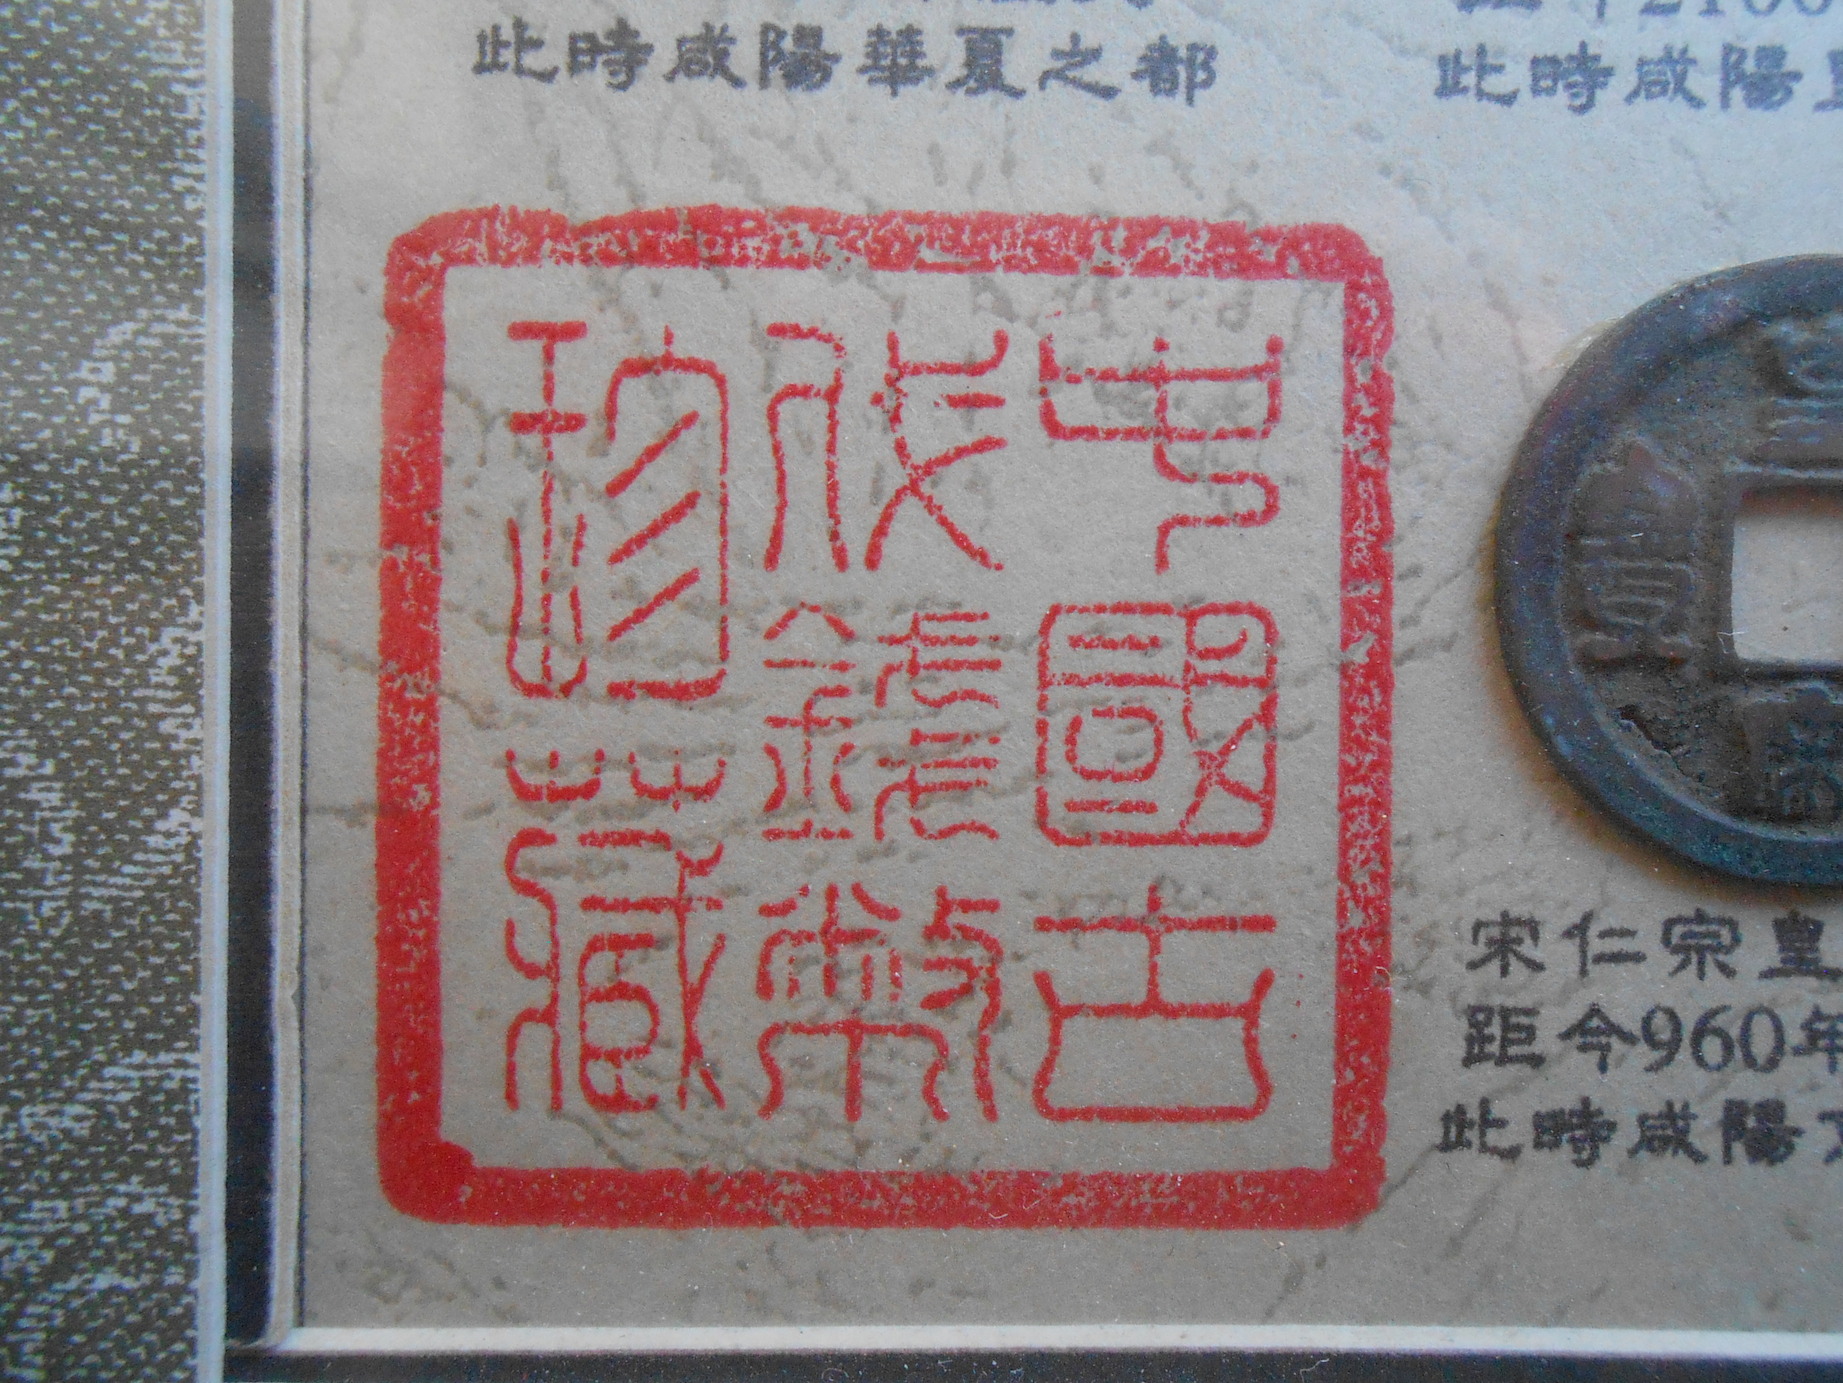 此時咸陽華夏之都
此時咸陽
中國古
代錢幣
珍藏
宋仁宗皇
距今960年
此時咸陽